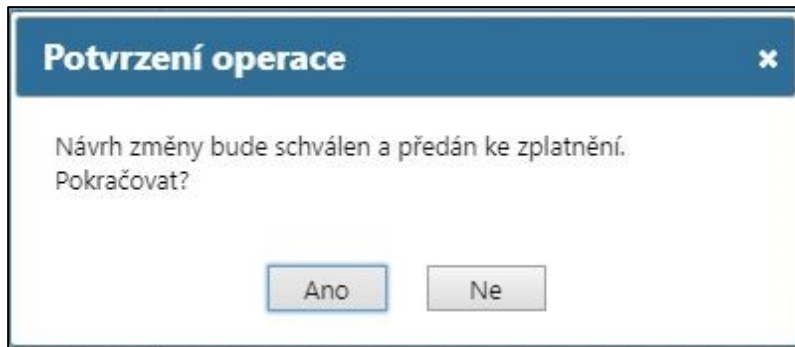 Potvrzení operace
Návrh změny bude schválen a předán ke zplatnění.
Pokračovat?
Ano
Ne